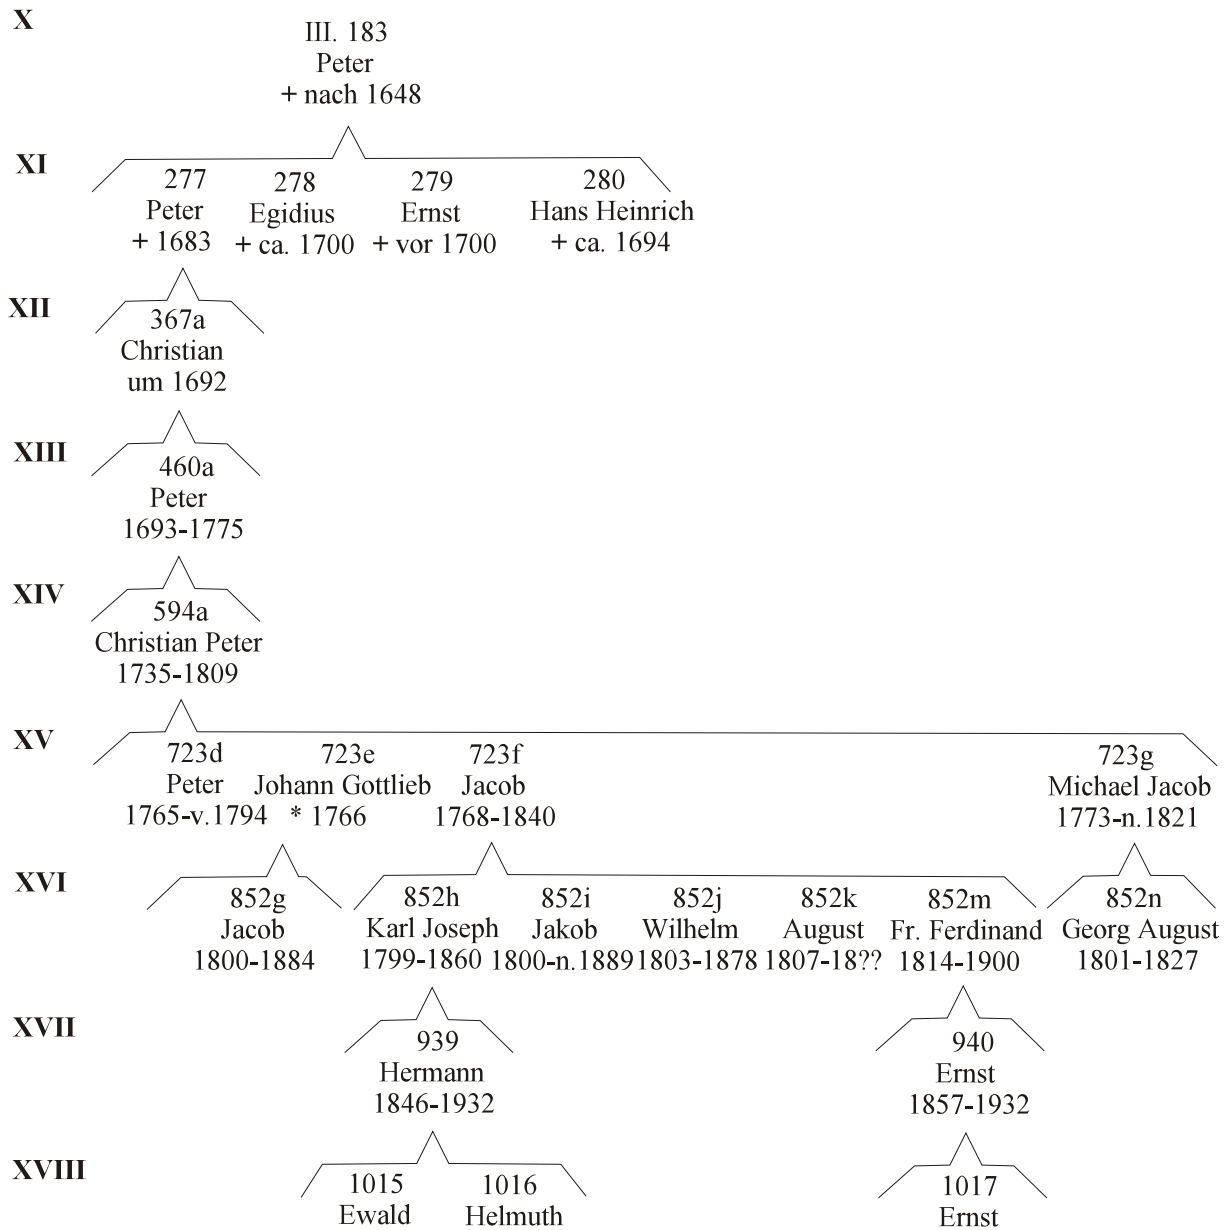 X
III. 183
Peter
+ nach 1648
XI
277
Peter
+ 1683
278
Egidius
+ ca. 1700
279
Ernst
+ vor 1700
280
Hans Heinrich
+ ca. 1694
XII
367a
Christian
um 1692
XIII
460a
Peter
1693-1775
XIV
594a
Christian Peter
1735-1809
XV
723d
Peter
1765-v.1794
723e
Johann Gottlieb
* 1766
723f
Jacob
1768-1840
723g
Michael Jacob
1773-n.1821
XVI
852g
Jacob
1800-1884
852h
Karl Joseph
1799-1860
852i
Jakob
1800-n.1889
852j
Wilhelm
1803-1878
852k
August
1807-18??
852m
Fr. Ferdinand
1814-1900
852n
Georg August
1801-1827
XVII
939
Hermann
1846-1932
940
Ernst
1857-1932
XVIII
1015
Ewald
1016
Helmuth
1017
Ernst